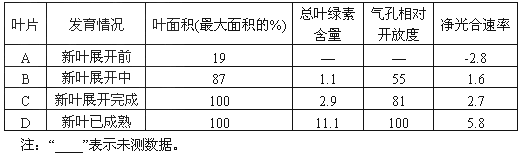 叶片 发育情况 叶面积(最大面积的%) 总叶绿素含量 气孔相对开放度 净光合速率
A 新叶展开前 19 — — -2.8
B 新叶展开中 87 1.1 55 1.6
C 新叶展开完成 100 2.9 81 2.7
D 新叶已成熟 100 11.1 100 5.8
注：“____”表示未测数据。